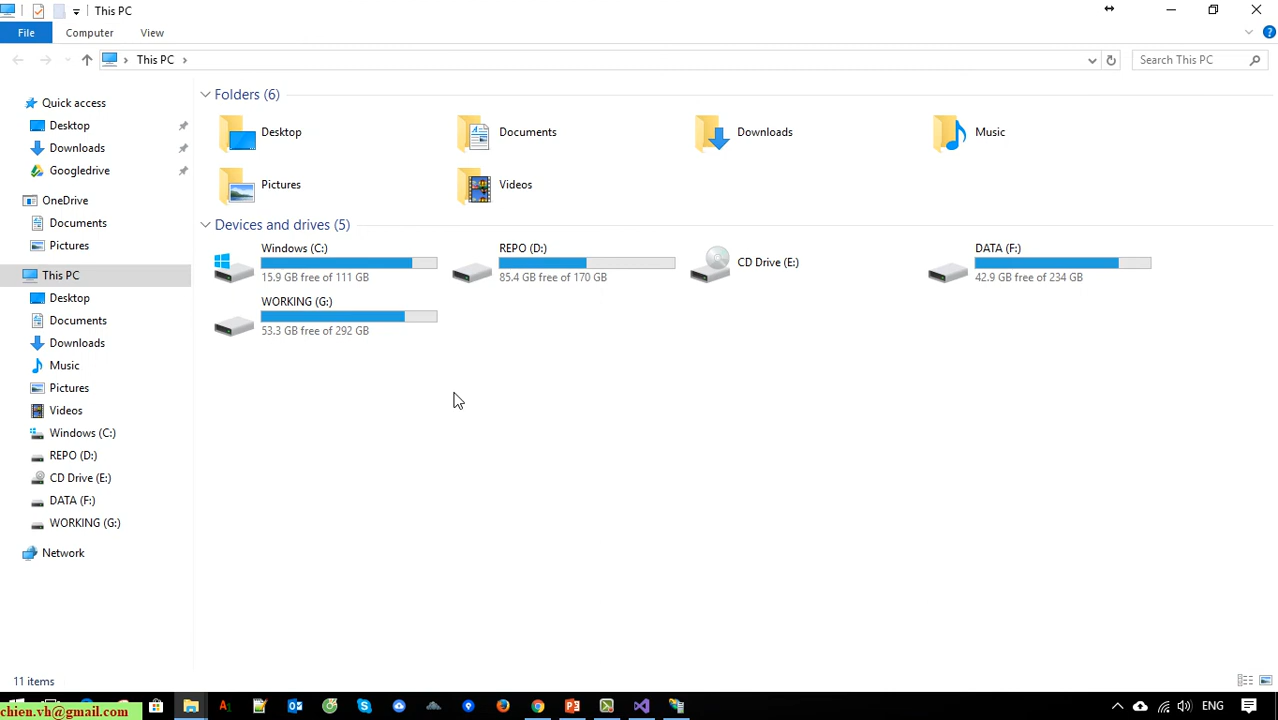 This PC
File
Computer
View
This PC
Search This PC
Quick access
Desktop
Downloads
Googledrive
OneDrive
Documents
Pictures
This PC
Desktop
Documents
Downloads
Music
Pictures
Videos
Windows (C:)
REPO (D:)
CD Drive (E:)
DATA (F:)
WORKING (G:)
Network
Folders (6)
Desktop
Documents
Downloads
Music
Pictures
Videos
Devices and drives (5)
Windows (C:)
15.9 GB free of 111 GB
REPO (D:)
85.4 GB free of 170 GB
CD Drive (E:)
DATA (F:)
42.9 GB free of 234 GB
WORKING (G:)
53.3 GB free of 292 GB
11 items
chien.vh@gmail.com
ENG